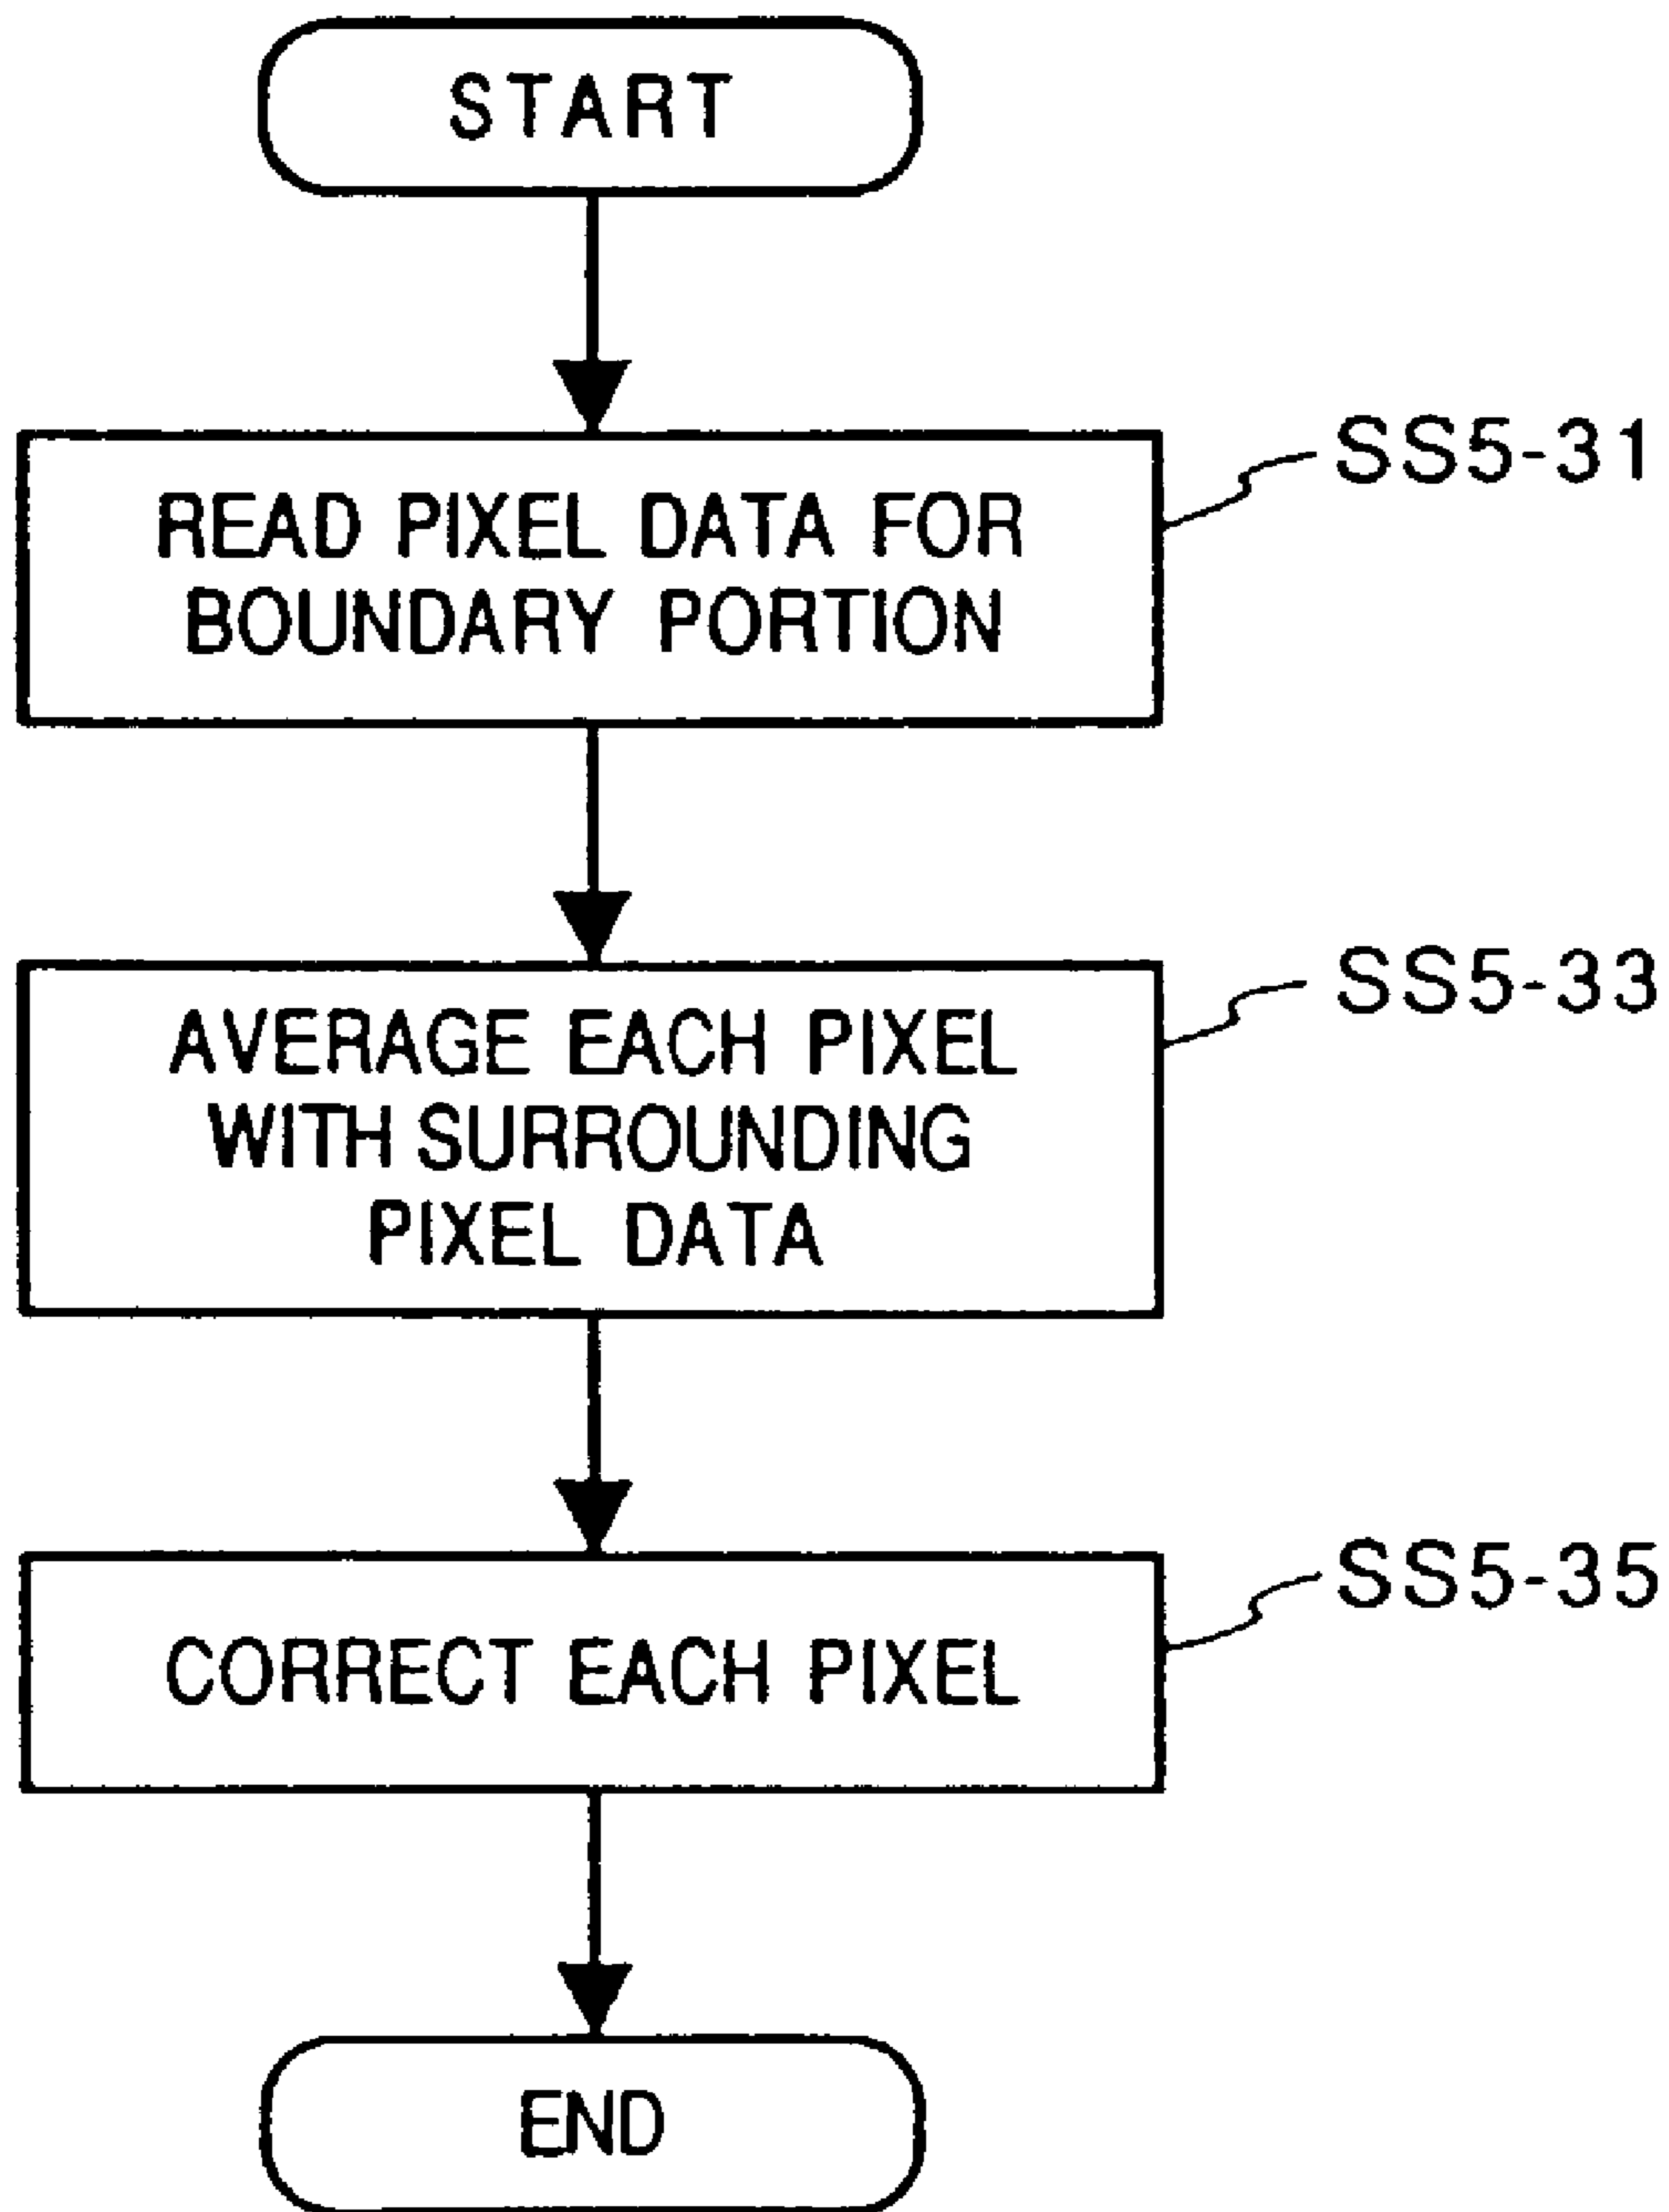 START
SS5-31
READ PIXEL DATA FOR
BOUNDARY PORTION
SS5-33
AVERAGE EACH PIXEL
WITH SURROUNDING
PIXEL DATA
SS5-35
CORRECT EACH PIXEL
END